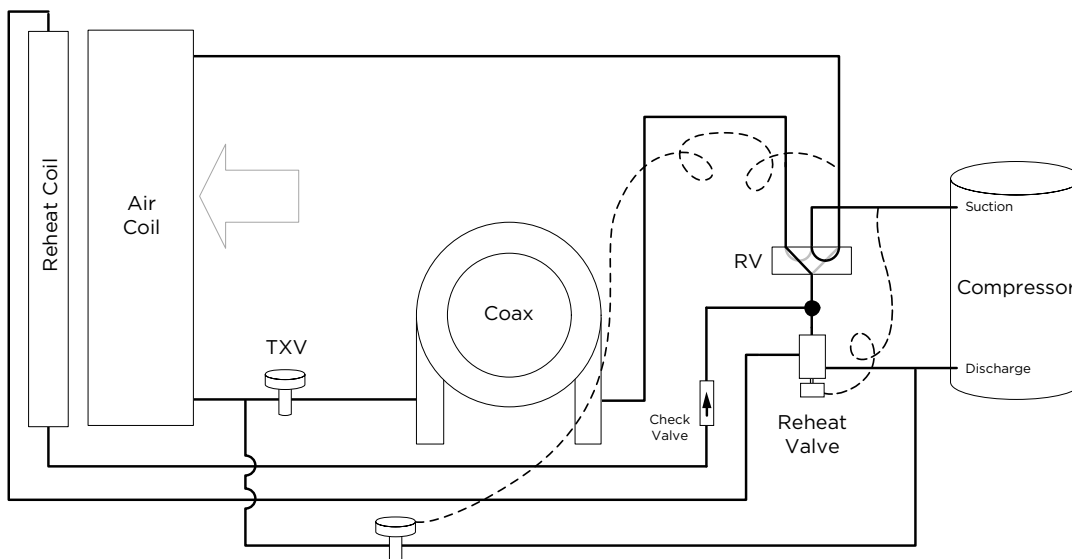 Reheat Coil
Air
Coil
TXV
Coax
Check
Valve
RV
Reheat
Valve
Suction
Compressor
Discharge